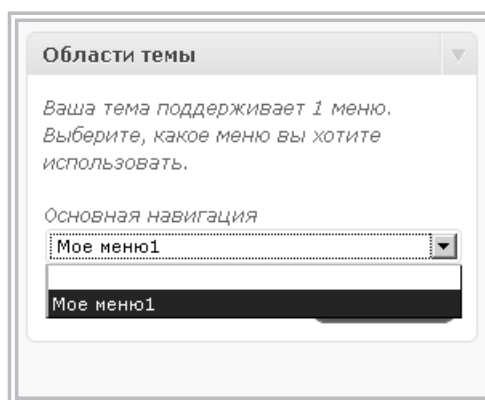 Области темы
Ваша тема поддерживает 1 меню.
Выберите, какое меню вы хотите
использовать.
Основная навигация
Мое меню1
Мое меню1